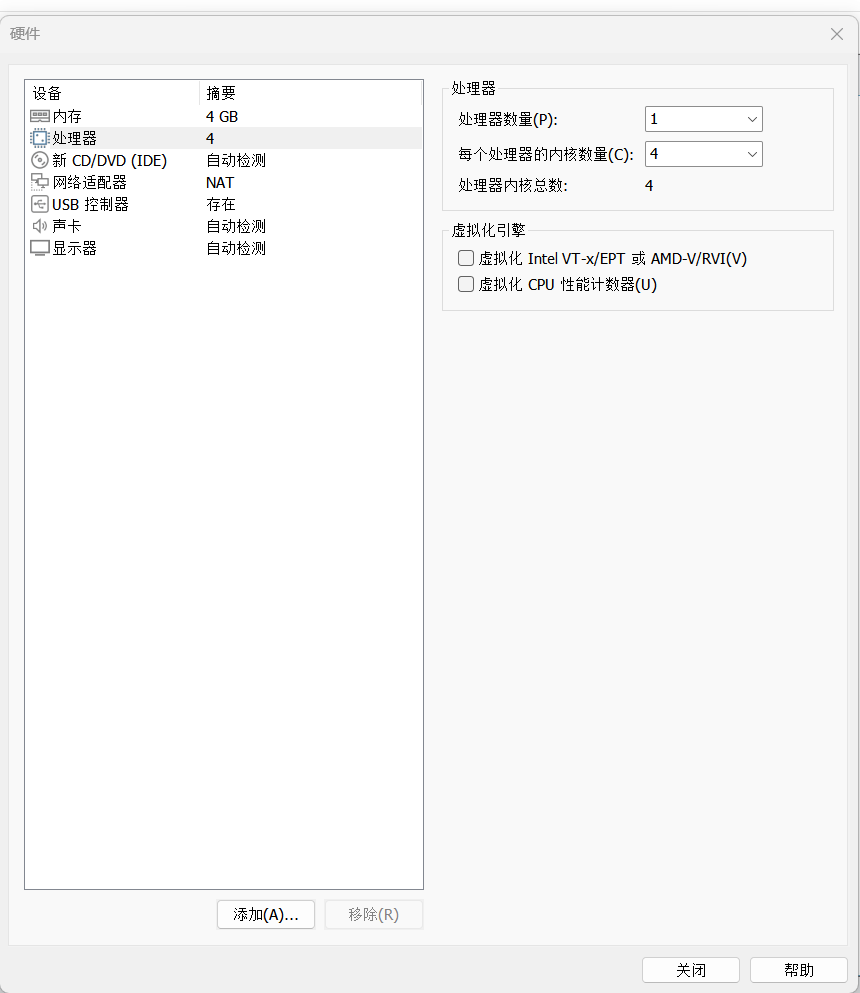 硬件
设备 摘要
内存 4 GB
处理器 4
新 CD/DVD (IDE) 自动检测
网络适配器 NAT
USB 控制器 存在
声卡 自动检测
显示器 自动检测
添加(A)... 移除(R)
处理器
处理器数量(P): 1
每个处理器的内核数量(C): 4
处理器内核总数: 4
虚拟化引擎
虚拟化 Intel VT-x/EPT 或 AMD-V/RVI(V)
虚拟化 CPU 性能计数器(U)
关闭 帮助